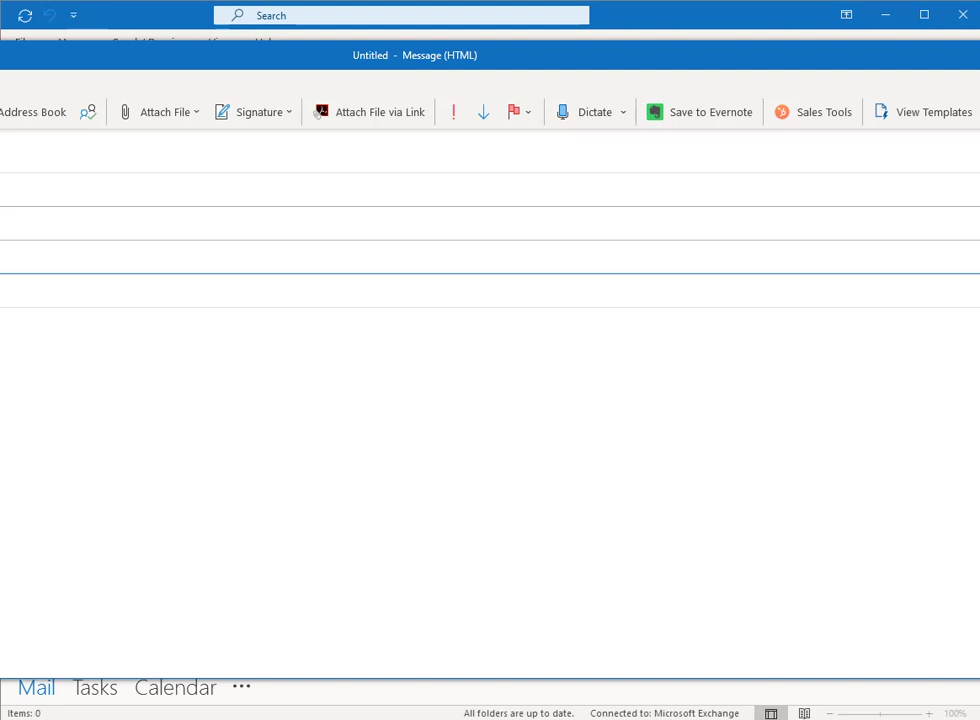 Search
Untitled - Message (HTML)
Address Book
Attach File
Signature
Attach File via Link
Dictate
Save to Evernote
Sales Tools
View Templates
Mail Tasks Calendar ···
Items: 0
All folders are up to date.
Connected to: Microsoft Exchange
100%